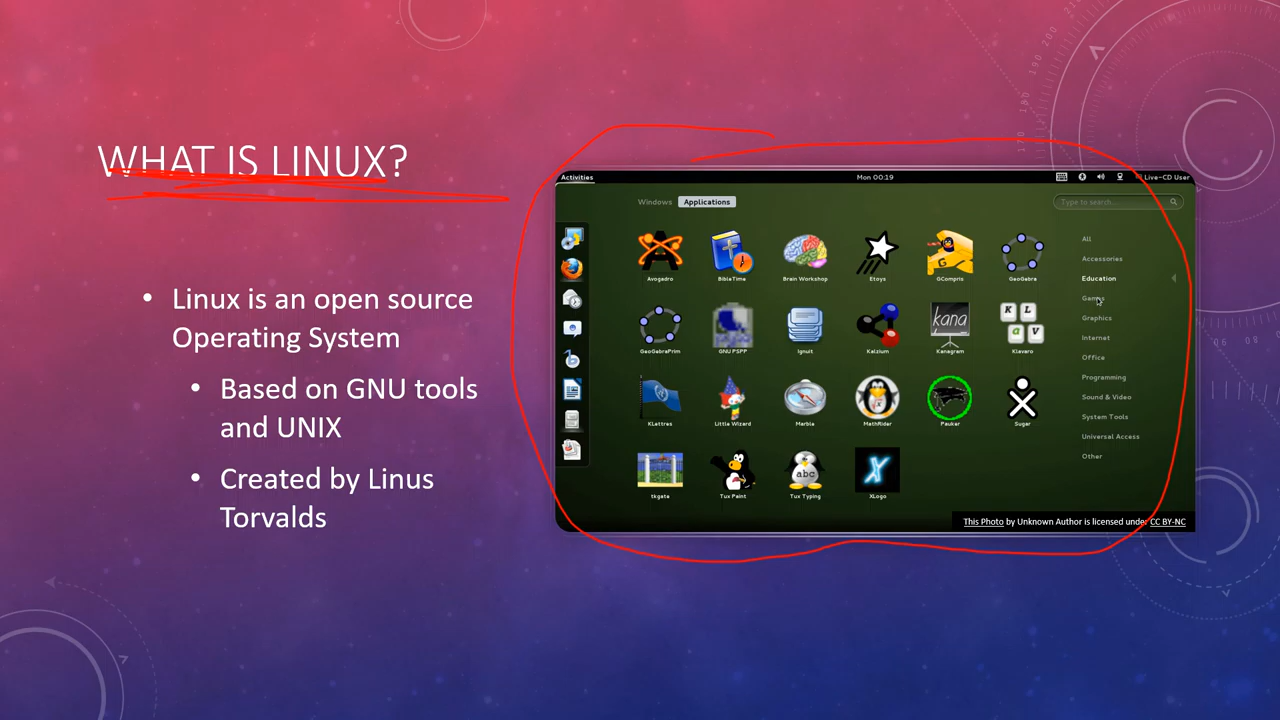 WHAT IS LINUX?
• Linux is an open source
Operating System
• Based on GNU tools
and UNIX
• Created by Linus
Torvalds
Activities
Mon 00:19
Live-CD User
Windows
Applications
Type to search...
Avogadro
BibleTime
Brain Workshop
Etoys
GCompris
GeoGebra
GeoGebraPrim
GNU PSPP
Ignuit
Kalzium
kana
Kanagram
K L a V
Klavaro
KLettres
Little Wizard
Marble
MathRider
Pauker
Sugar
tkgate
Tux Paint
abc
Tux Typing
X
XLogo
All
Accessories
Education
Games
Graphics
Internet
Office
Programming
Sound & Video
System Tools
Universal Access
Other
This Photo by Unknown Author is licensed under CC BY-NC